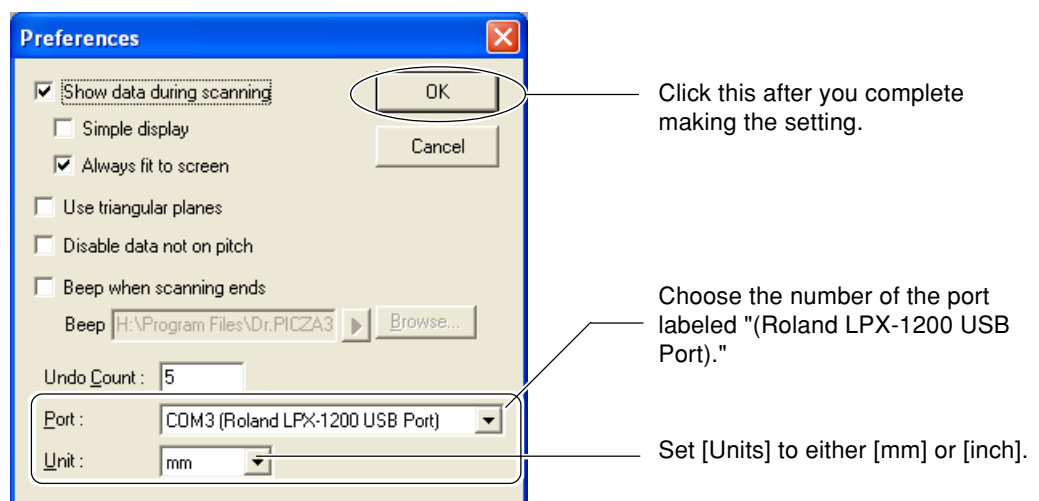 Preferences
Show data during scanning
OK
Click this after you complete
making the setting.
Simple display
Cancel
Always fit to screen
Use triangular planes
Disable data not on pitch
Beep when scanning ends
Beep H:\Program Files\Dr.PICZA3 Browse...
Choose the number of the port
labeled "(Roland LPX-1200 USB
Port)."
Undo Count : 5
Port : COM3 (Roland LPX-1200 USB Port)
Unit : mm
Set [Units] to either [mm] or [inch].